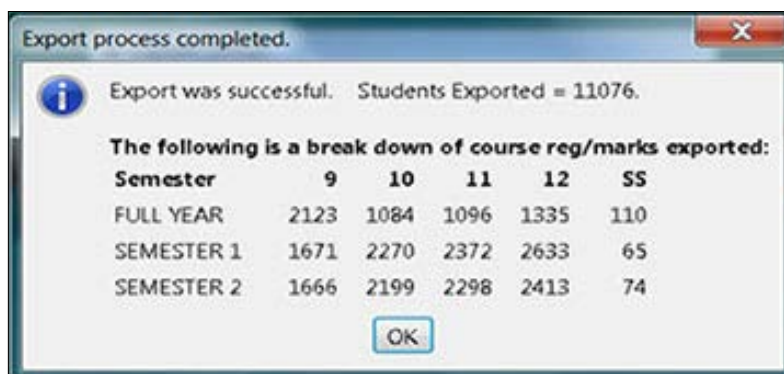 Export process completed.
Export was successful. Students Exported = 11076.
The following is a break down of course reg/marks exported:
Semester 9 10 11 12 SS
FULL YEAR 2123 1084 1096 1335 110
SEMESTER 1 1671 2270 2372 2633 65
SEMESTER 2 1666 2199 2298 2413 74
OK